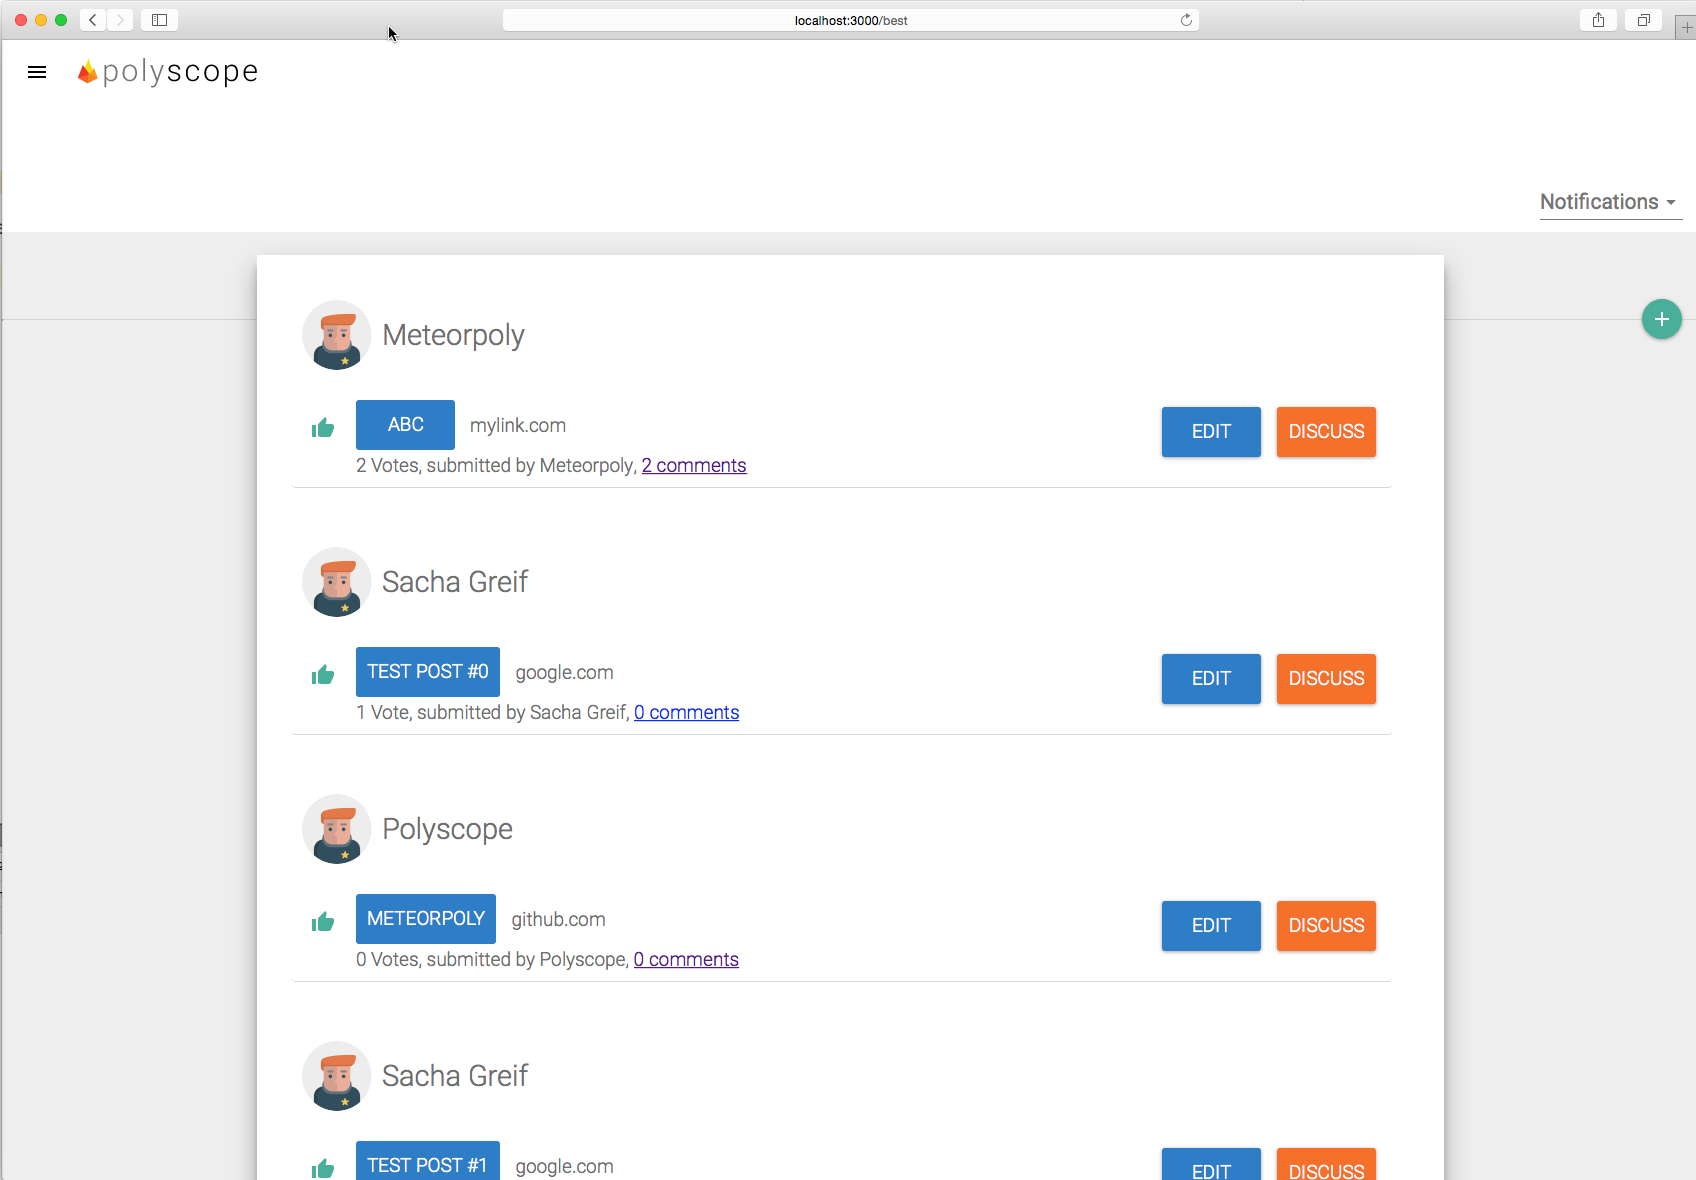 localhost:3000/best
polyscope
Notifications
Meteorpoly
ABC mylink.com EDIT DISCUSS
2 Votes, submitted by Meteorpoly, 2 comments
Sacha Greif
TEST POST #0 google.com EDIT DISCUSS
1 Vote, submitted by Sacha Greif, 0 comments
Polyscope
METEORPOLY github.com EDIT DISCUSS
0 Votes, submitted by Polyscope, 0 comments
Sacha Greif
TEST POST #1 google.com EDIT DISCUSS